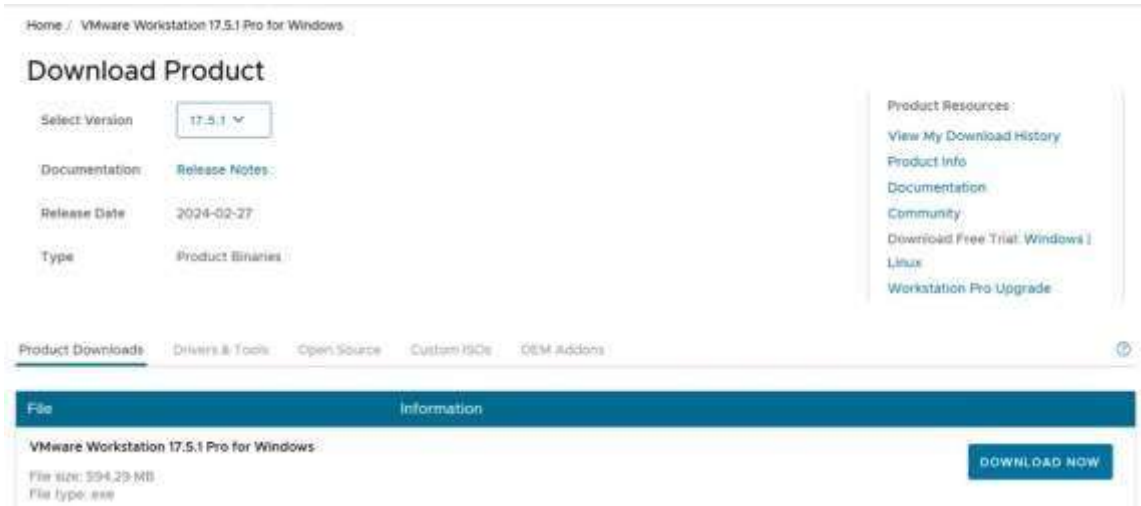 Home / VMware Workstation 17.5.1 Pro for Windows
Download Product
Select Version 17.5.1
Documentation Release Notes
Release Date 2024-02-27
Type Product Binaries
Product Resources
View My Download History
Product Info
Documentation
Community
Download Free Trial: Windows |
Linux
Workstation Pro Upgrade
Product Downloads Drivers & Tools Open Source Custom ISOs OEM Addons
File Information
VMware Workstation 17.5.1 Pro for Windows
File size: 594.29 MB
File type: exe
DOWNLOAD NOW